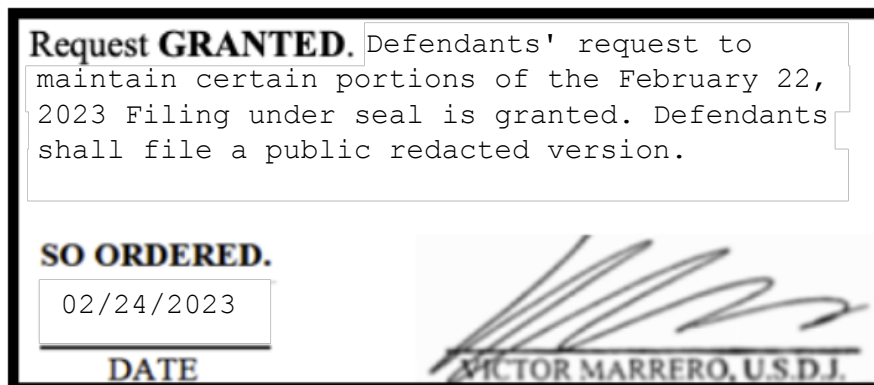 Request GRANTED. Defendants' request to
maintain certain portions of the February 22,
2023 Filing under seal is granted. Defendants
shall file a public redacted version.
SO ORDERED.
02/24/2023
DATE
VICTOR MARRERO, U.S.D.J.